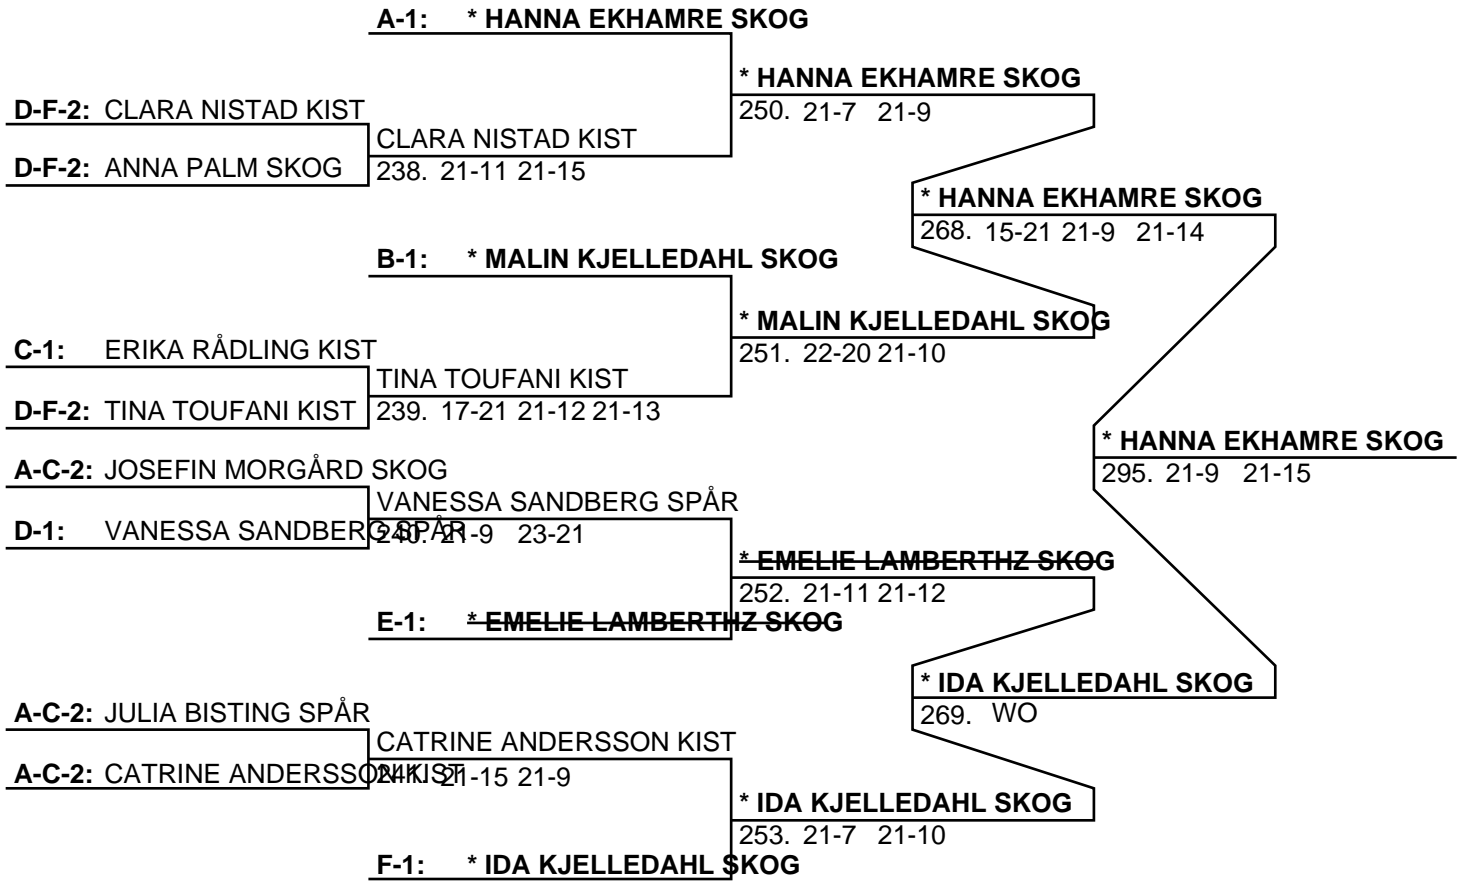 A-1: * HANNA EKHAMRE SKOG
* HANNA EKHAMRE SKOG
250. 21-7 21-9
D-F-2: CLARA NISTAD KIST
CLARA NISTAD KIST
238. 21-11 21-15
D-F-2: ANNA PALM SKOG
* HANNA EKHAMRE SKOG
268. 15-21 21-9 21-14
B-1: * MALIN KJELLEDAHL SKOG
* MALIN KJELLEDAHL SKOG
251. 22-20 21-10
C-1: ERIKA RÅDLING KIST
TINA TOUFANI KIST
239. 17-21 21-12 21-13
D-F-2: TINA TOUFANI KIST
* HANNA EKHAMRE SKOG
295. 21-9 21-15
A-C-2: JOSEFIN MORGÅRD SKOG
VANESSA SANDBERG SPÅR
240. 21-9 23-21
D-1: VANESSA SANDBERG SPÅR
* EMELIE LAMBERTHZ SKOG
252. 21-11 21-12
E-1: * EMELIE LAMBERTHZ SKOG
* IDA KJELLEDAHL SKOG
269. WO
A-C-2: JULIA BISTING SPÅR
CATRINE ANDERSSON KIST
241. 21-15 21-9
A-C-2: CATRINE ANDERSSON KIST
* IDA KJELLEDAHL SKOG
253. 21-7 21-10
F-1: * IDA KJELLEDAHL SKOG